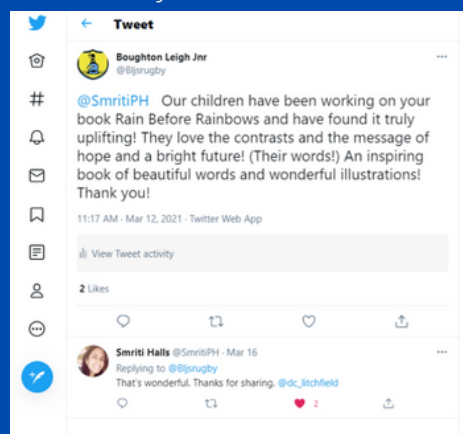 Tweet
Boughton Leigh Jnr
@Bljsrugby
@SmritiPH Our children have been working on your
book Rain Before Rainbows and have found it truly
uplifting! They love the contrasts and the message of
hope and a bright future! (Their words!) An inspiring
book of beautiful words and wonderful illustrations!
Thank you!
11:17 AM · Mar 12, 2021 · Twitter Web App
View Tweet activity
2 Likes
Smriti Halls @SmritiPH · Mar 16
Replying to @Bljsrugby
That's wonderful. Thanks for sharing. @dc_litchfield
2